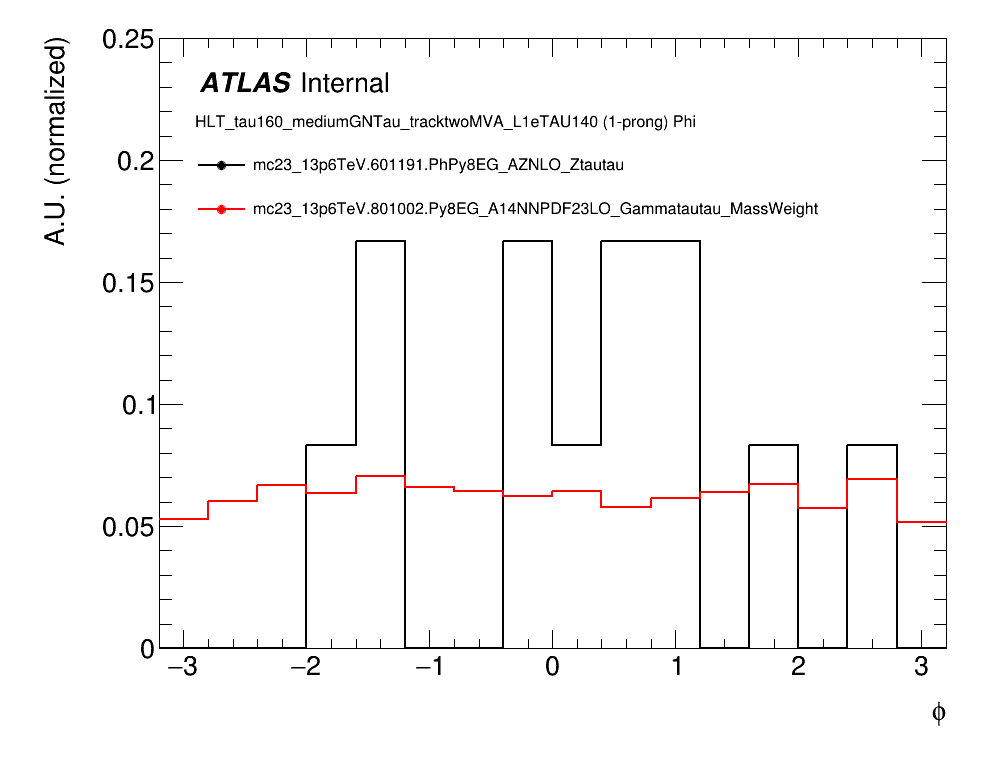 A.U. (normalized)
0.25
0.2
0.15
0.1
0.05
0
ATLAS Internal
HLT_tau160_mediumGNTau_tracktwoMVA_L1eTAU140 (1-prong) Phi
mc23_13p6TeV.601191.PhPy8EG_AZNLO_Ztautau
mc23_13p6TeV.801002.Py8EG_A14NNPDF23LO_Gammatautau_MassWeight
−3 −2 −1 0 1 2 3
ϕ